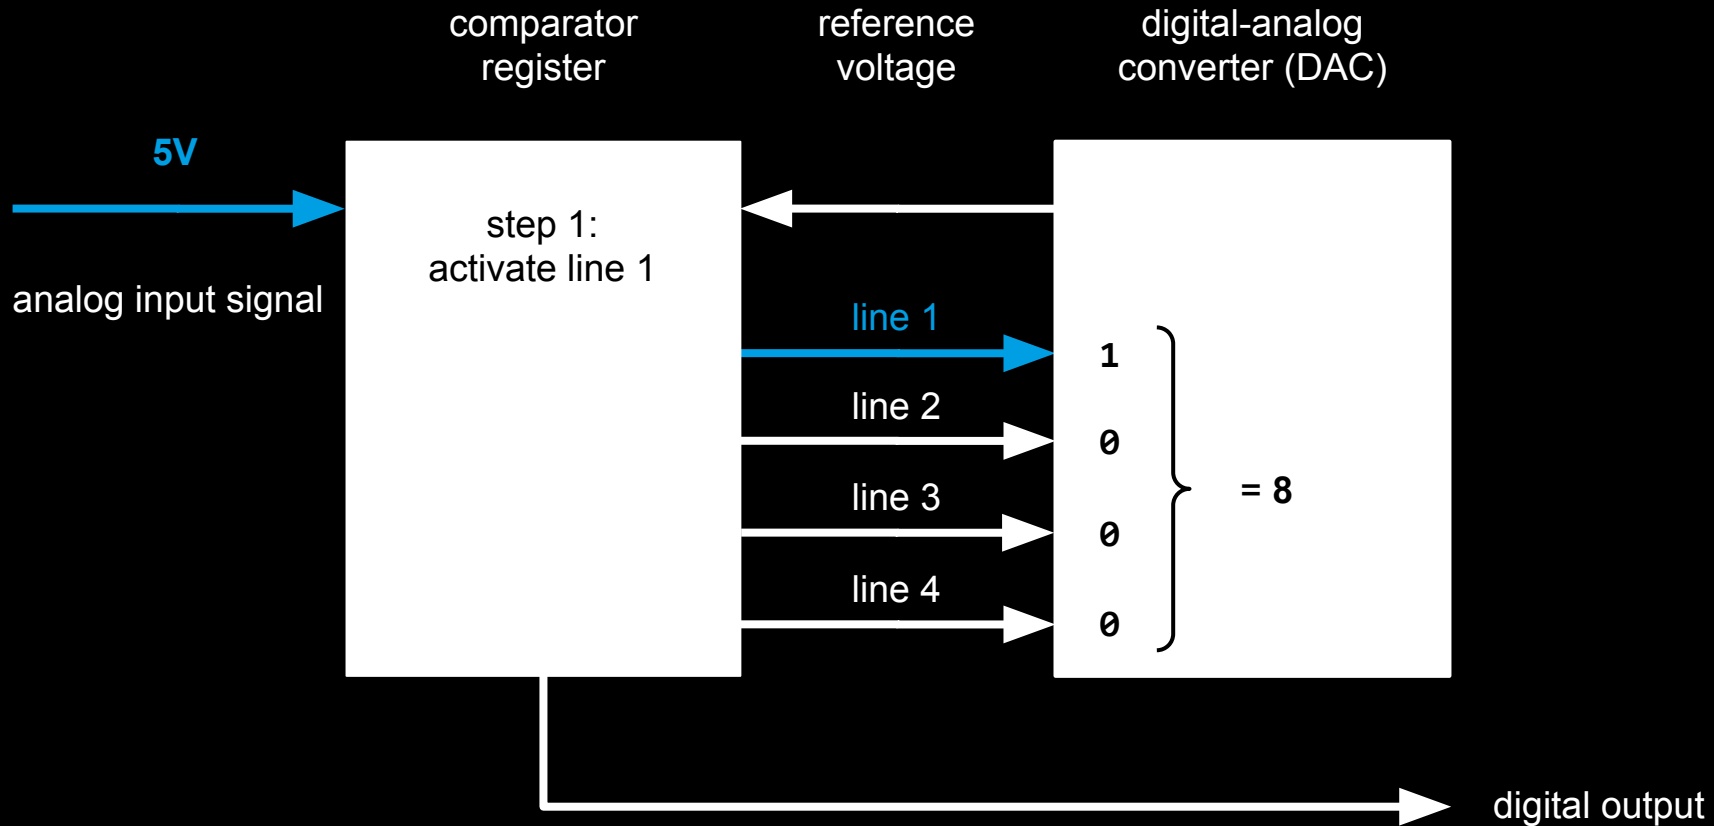 comparator
register
reference
voltage
digital-analog
converter (DAC)
5V
analog input signal
step 1:
activate line 1
line 1
line 2
line 3
line 4
1
0
0
0
= 8
digital output